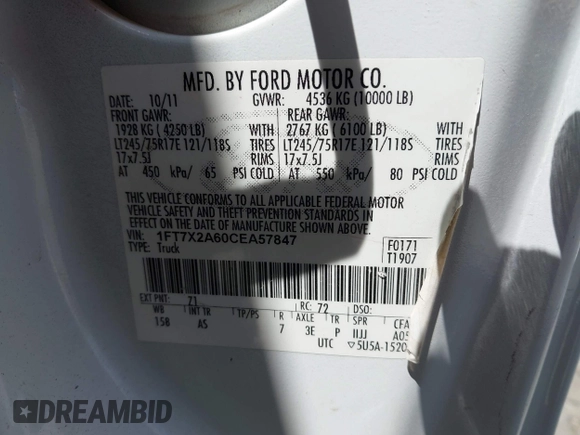 MFD. BY FORD MOTOR CO.
DATE: 10/11 GVWR: 4536 KG (10000 LB)
FRONT GAWR: REAR GAWR:
1928 KG ( 4250 LB) WITH 2767 KG ( 6100 LB) WITH
LT245/75R17E 121/118S TIRES LT245/75R17E 121/118S TIRES
17x7.5J RIMS 17x7.5J RIMS
AT 450 kPa/ 65 PSI COLD AT 550 kPa/ 80 PSI COLD
THIS VEHICLE CONFORMS TO ALL APPLICABLE FEDERAL MOTOR
VEHICLE SAFETY AND THEFT PREVENTION STANDARDS IN
EFFECT ON THE DATE OF MANUFACTURE SHOWN ABOVE.
VIN: 1FT7X2A60CEA57847
TYPE: Truck
F0171
T1907
EXT PNT: Z1 RC: 72 DSO:
WB INT TR TP/PS R AXLE TR SPR
158 AS 7 3E P IIJJ
UTC ▽5U5A-1520
DREAMBID